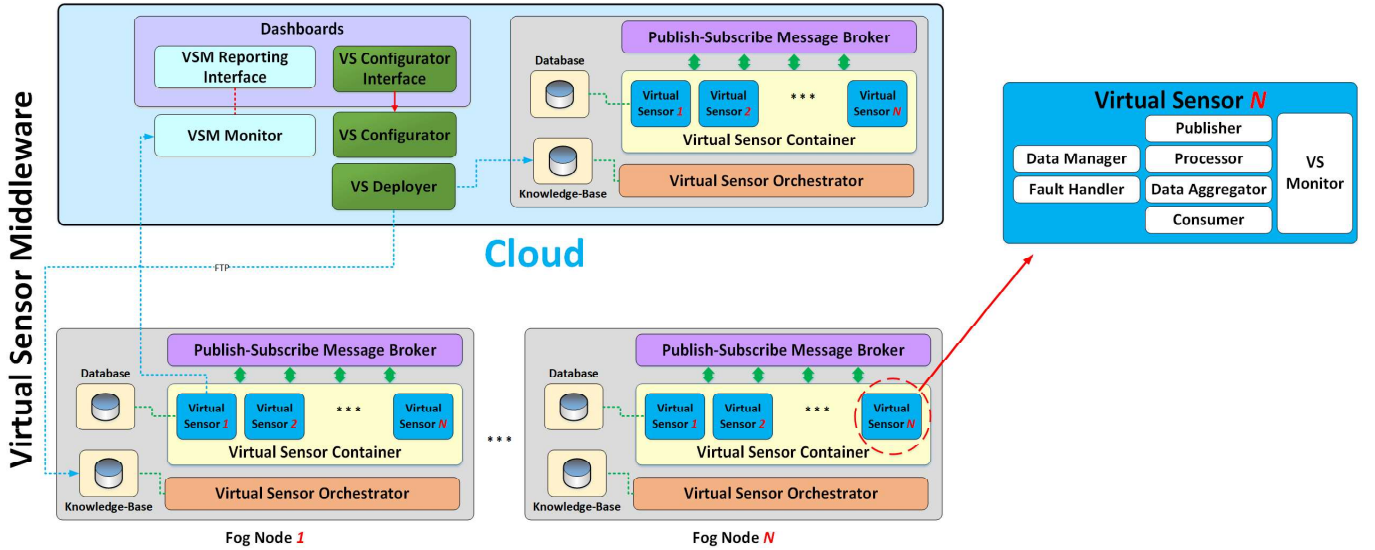 Virtual Sensor Middleware
Dashboards
VSM Reporting
Interface
VS Configurator
Interface
VSM Monitor
VS Configurator
VS Deployer
Publish-Subscribe Message Broker
Database
Virtual
Sensor 1
Virtual
Sensor 2
* * *
Virtual
Sensor N
Virtual Sensor Container
Knowledge-Base
Virtual Sensor Orchestrator
Cloud
FTP
Virtual Sensor N
Publisher
Data Manager
Processor
Fault Handler
Data Aggregator
Consumer
VS
Monitor
Publish-Subscribe Message Broker
Database
Virtual
Sensor 1
Virtual
Sensor 2
* * *
Virtual
Sensor N
Virtual Sensor Container
Knowledge-Base
Virtual Sensor Orchestrator
Fog Node 1
* * *
Publish-Subscribe Message Broker
Database
Virtual
Sensor 1
Virtual
Sensor 2
* * *
Virtual
Sensor N
Virtual Sensor Container
Knowledge-Base
Virtual Sensor Orchestrator
Fog Node N